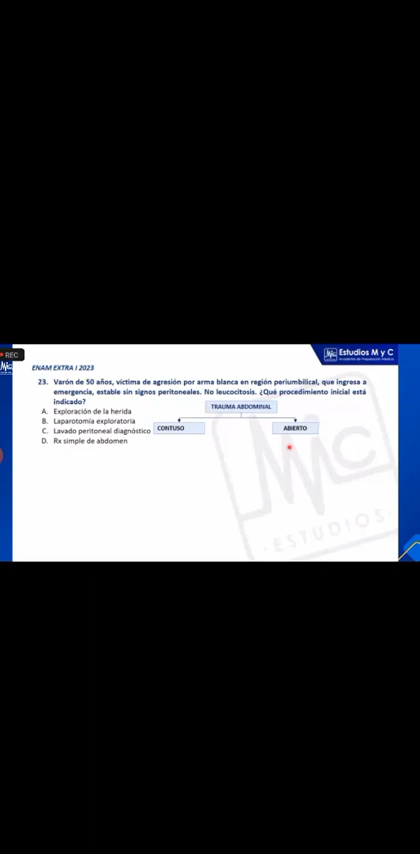 REC
Estudios M y C
Academia de Preparación Médica
ENAM EXTRA I 2023
23. Varón de 50 años, víctima de agresión por arma blanca en región periumbilical, que ingresa a
emergencia, estable sin signos peritoneales. No leucocitosis. ¿Qué procedimiento inicial está
indicado?
TRAUMA ABDOMINAL
A. Exploración de la herida
B. Laparotomía exploratoria
C. Lavado peritoneal diagnóstico
D. Rx simple de abdomen
CONTUSO
ABIERTO
MyC
·ESTUDIOS·